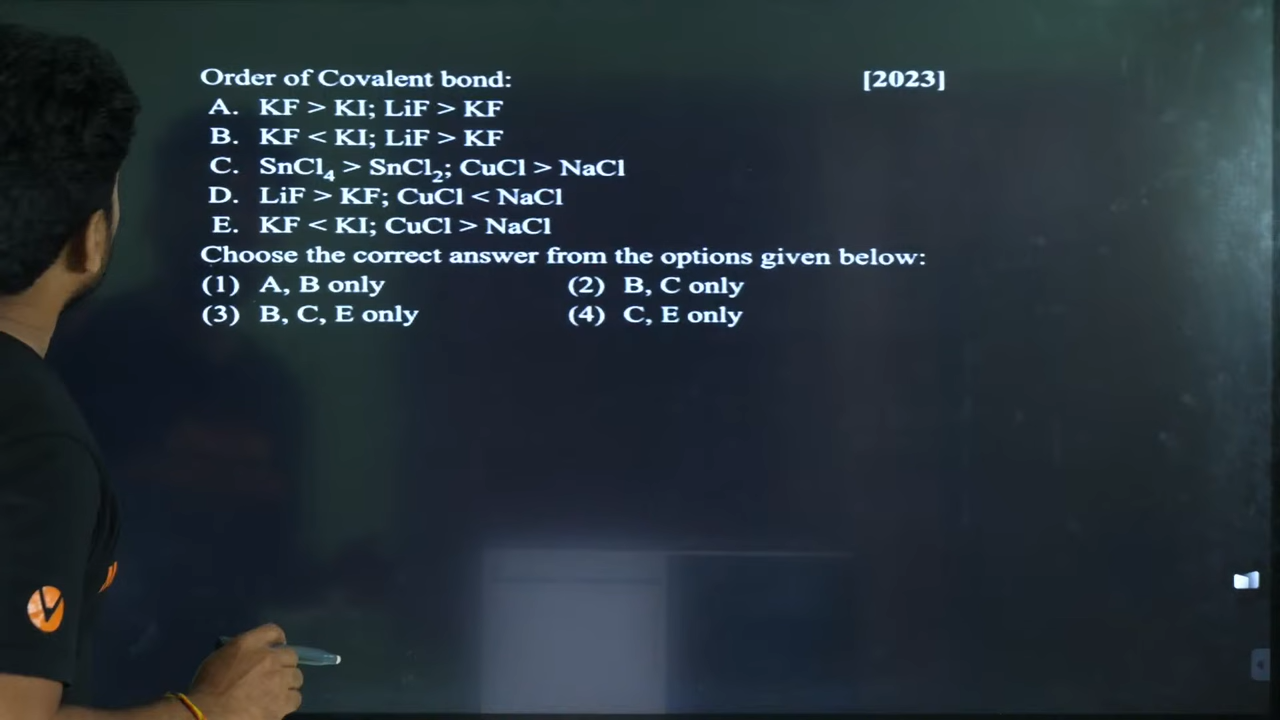 Order of Covalent bond: [2023]
A. KF > KI; LiF > KF
B. KF < KI; LiF > KF
C. SnCl₄ > SnCl₂; CuCl > NaCl
D. LiF > KF; CuCl < NaCl
E. KF < KI; CuCl > NaCl
Choose the correct answer from the options given below:
(1) A, B only (2) B, C only
(3) B, C, E only (4) C, E only